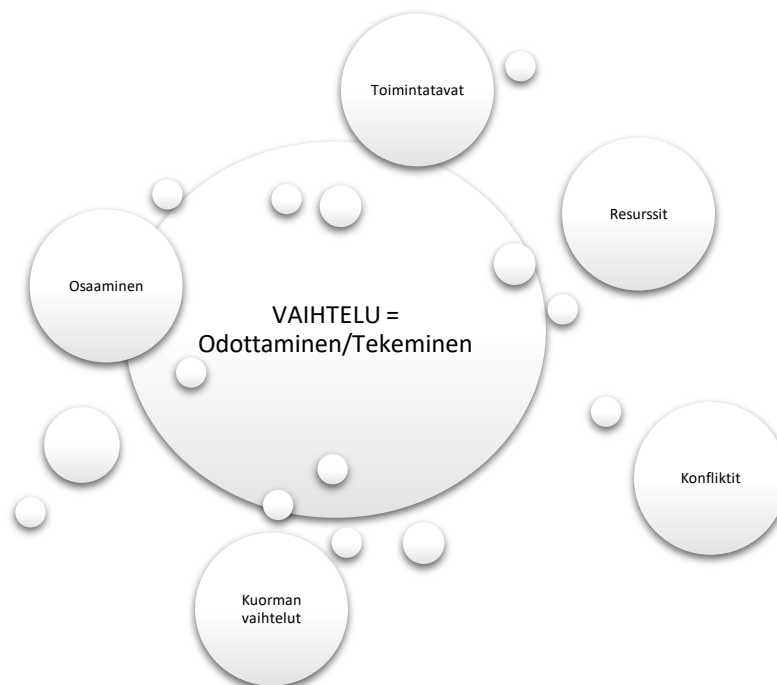 Toimintatavat
Resurssit
Osaaminen
VAIHTELU =
Odottaminen/Tekeminen
Konfliktit
Kuorman
vaihtelut